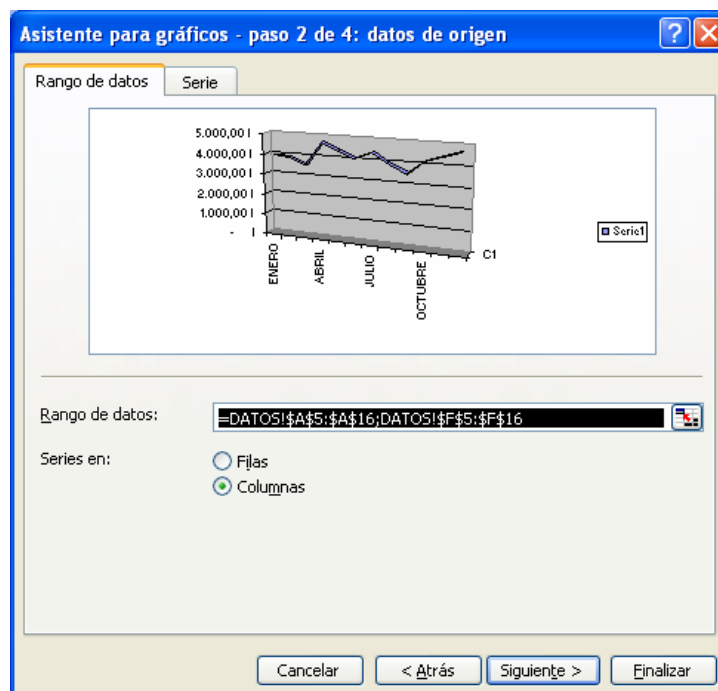 Asistente para gráficos - paso 2 de 4: datos de origen
Rango de datos
Serie
5.000,00 l
4.000,00 l
3.000,00 l
2.000,00 l
1.000,00 l
- l
ENERO
ABRIL
JULIO
OCTUBRE
C1
Serie1
Rango de datos:
=DATOS!$A$5:$A$16;DATOS!$F$5:$F$16
Series en:
Filas
Columnas
Cancelar
< Atrás
Siguiente >
Finalizar